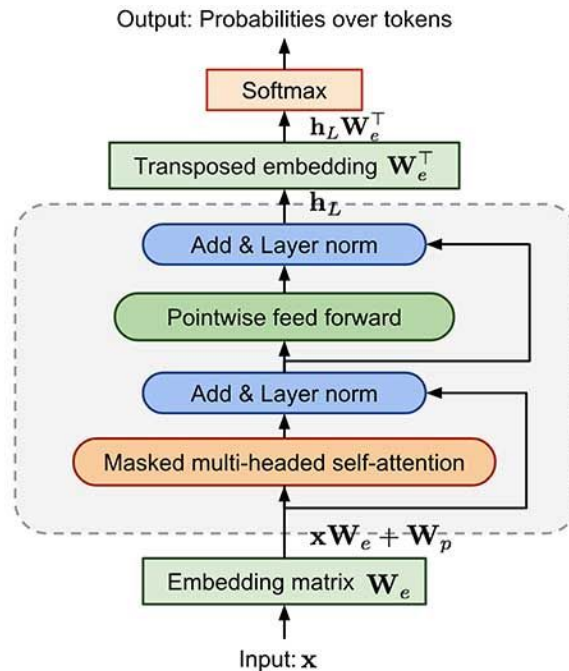 Output: Probabilities over tokens
Softmax
𝐡_L 𝐖_e^⊤
Transposed embedding 𝐖_e^⊤
𝐡_L
Add & Layer norm
Pointwise feed forward
Add & Layer norm
Masked multi-headed self-attention
𝐱𝐖_e + 𝐖_p
Embedding matrix 𝐖_e
Input: 𝐱